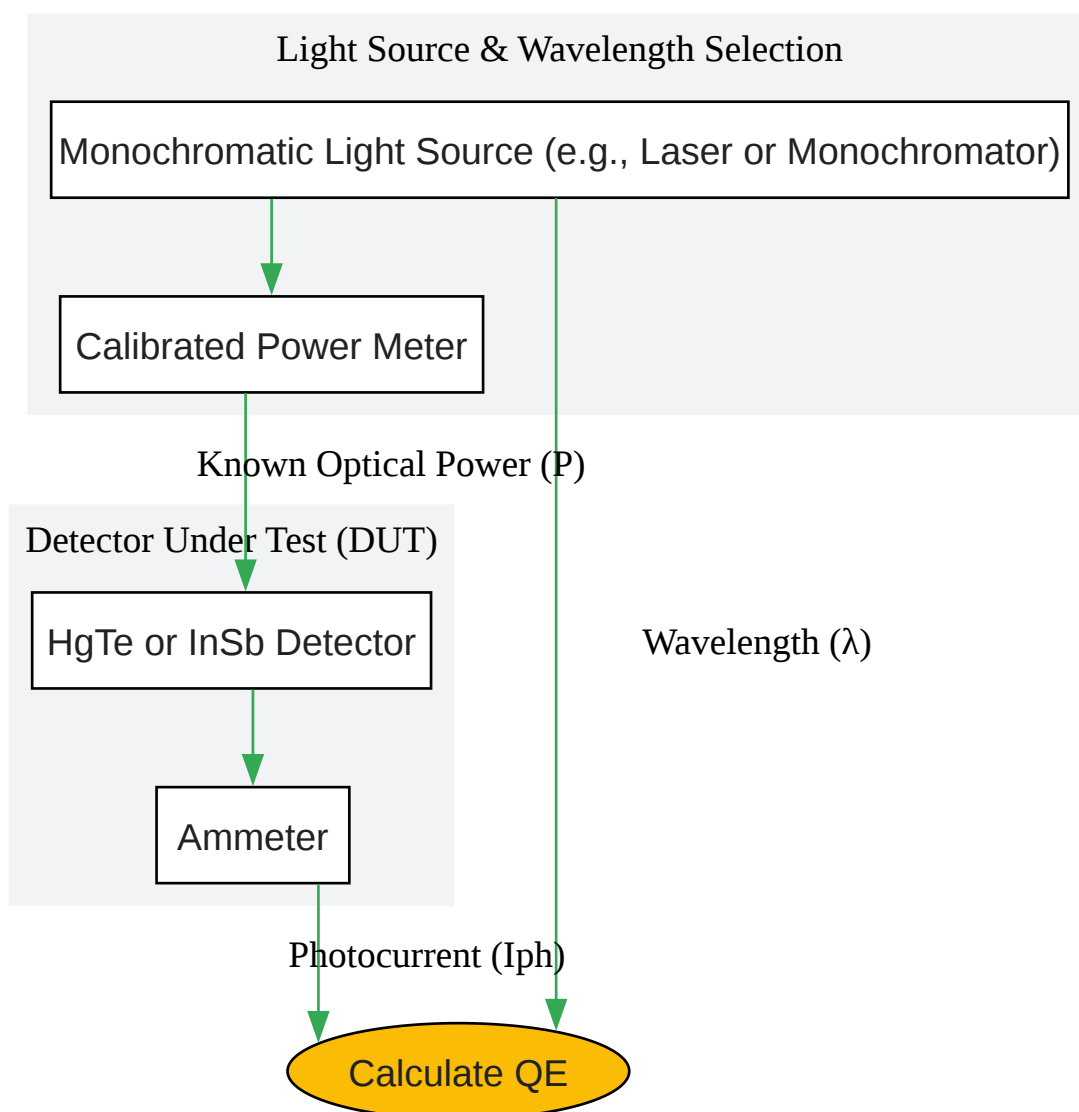 Light Source & Wavelength Selection
Monochromatic Light Source (e.g., Laser or Monochromator)
Calibrated Power Meter
Known Optical Power (P)
Detector Under Test (DUT)
HgTe or InSb Detector
Wavelength (λ)
Ammeter
Photocurrent (Iph)
Calculate QE